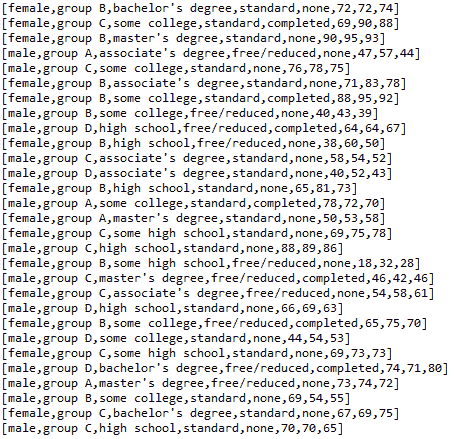 [female,group B,bachelor's degree,standard,none,72,72,74]
[female,group C,some college,standard,completed,69,90,88]
[female,group B,master's degree,standard,none,90,95,93]
[male,group A,associate's degree,free/reduced,none,47,57,44]
[male,group C,some college,standard,none,76,78,75]
[female,group B,associate's degree,standard,none,71,83,78]
[female,group B,some college,standard,completed,88,95,92]
[male,group B,some college,free/reduced,none,40,43,39]
[male,group D,high school,free/reduced,completed,64,64,67]
[female,group B,high school,free/reduced,none,38,60,50]
[male,group C,associate's degree,standard,none,58,54,52]
[male,group D,associate's degree,standard,none,40,52,43]
[female,group B,high school,standard,none,65,81,73]
[male,group A,some college,standard,completed,78,72,70]
[female,group A,master's degree,standard,none,50,53,58]
[female,group C,some high school,standard,none,69,75,78]
[male,group C,high school,standard,none,88,89,86]
[female,group B,some high school,free/reduced,none,18,32,28]
[male,group C,master's degree,free/reduced,completed,46,42,46]
[female,group C,associate's degree,free/reduced,none,54,58,61]
[male,group D,high school,standard,none,66,69,63]
[female,group B,some college,free/reduced,completed,65,75,70]
[male,group D,some college,standard,none,44,54,53]
[female,group C,some high school,standard,none,69,73,73]
[male,group D,bachelor's degree,free/reduced,completed,74,71,80]
[male,group A,master's degree,free/reduced,none,73,74,72]
[male,group B,some college,standard,none,69,54,55]
[female,group C,bachelor's degree,standard,none,67,69,75]
[male,group C,high school,standard,none,70,70,65]